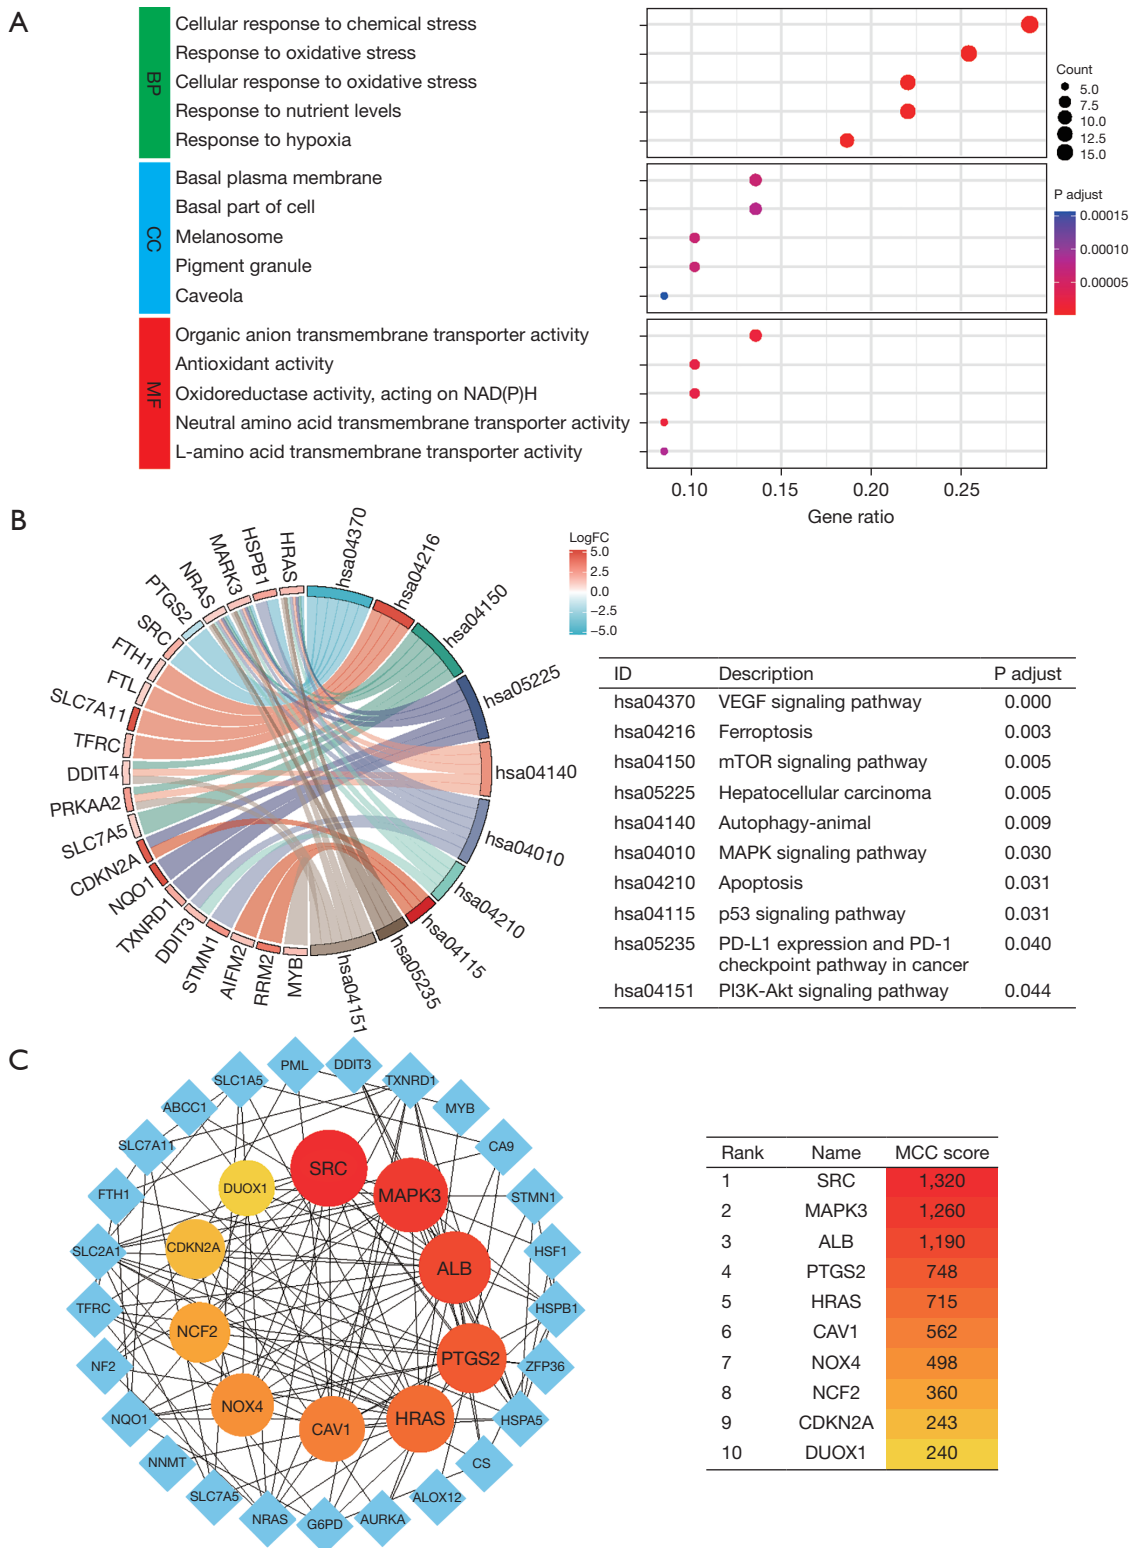 A
BP
Cellular response to chemical stress
Response to oxidative stress
Cellular response to oxidative stress
Response to nutrient levels
Response to hypoxia
CC
Basal plasma membrane
Basal part of cell
Melanosome
Pigment granule
Caveola
MF
Organic anion transmembrane transporter activity
Antioxidant activity
Oxidoreductase activity, acting on NAD(P)H
Neutral amino acid transmembrane transporter activity
L-amino acid transmembrane transporter activity
0.10 0.15 0.20 0.25
Gene ratio
Count
5.0
7.5
10.0
12.5
15.0
P adjust
0.00015
0.00010
0.00005
B
HRAS
HSPB1
MARK3
NRAS
PTGS2
SRC
FTH1
FTL
SLC7A11
TFRC
DDIT4
PRKAA2
SLC7A5
CDKN2A
NQO1
TXNRD1
DDIT3
STMN1
AIFM2
RRM2
MYB
hsa04370
hsa04216
hsa04150
hsa05225
hsa04140
hsa04010
hsa04210
hsa04115
hsa05235
hsa04151
LogFC
5.0
2.5
0.0
−2.5
−5.0
ID Description P adjust
hsa04370 VEGF signaling pathway 0.000
hsa04216 Ferroptosis 0.003
hsa04150 mTOR signaling pathway 0.005
hsa05225 Hepatocellular carcinoma 0.005
hsa04140 Autophagy-animal 0.009
hsa04010 MAPK signaling pathway 0.030
hsa04210 Apoptosis 0.031
hsa04115 p53 signaling pathway 0.031
hsa05235 PD-L1 expression and PD-1 0.040
checkpoint pathway in cancer
hsa04151 PI3K-Akt signaling pathway 0.044
C
PML
DDIT3
SLC1A5
TXNRD1
ABCC1
MYB
SLC7A11
CA9
FTH1
STMN1
SLC2A1
HSF1
TFRC
HSPB1
NF2
ZFP36
NQO1
HSPA5
NNMT
CS
SLC7A5
ALOX12
NRAS
G6PD
AURKA
SRC
MAPK3
ALB
PTGS2
HRAS
CAV1
NOX4
NCF2
CDKN2A
DUOX1
Rank Name MCC score
1 SRC 1,320
2 MAPK3 1,260
3 ALB 1,190
4 PTGS2 748
5 HRAS 715
6 CAV1 562
7 NOX4 498
8 NCF2 360
9 CDKN2A 243
10 DUOX1 240